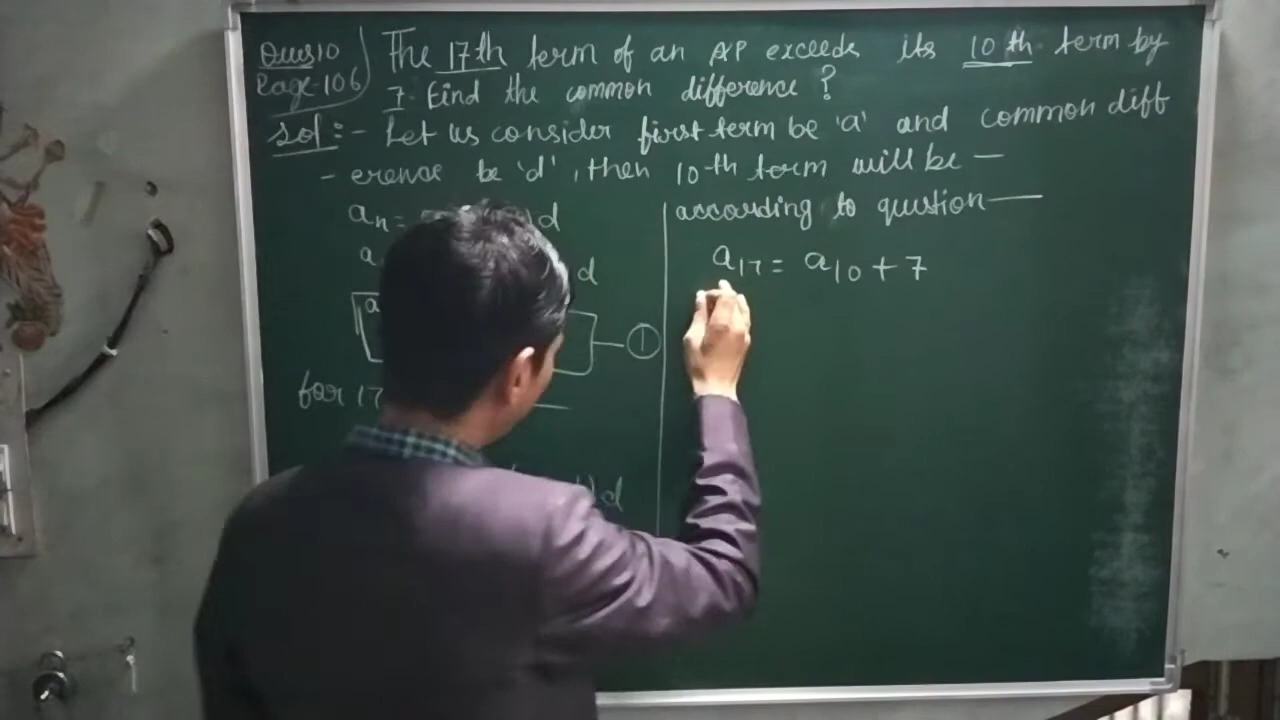 Ques 10
Page-106
The 17th term of an AP exceeds its 10th term by
7. Find the common difference ?
Sol:- Let us consider first term be 'a' and common diff
- erence be 'd', then 10-th term will be —
an= d
a d
a ①
for 17 —
)d
according to question—
a17 = a10 + 7